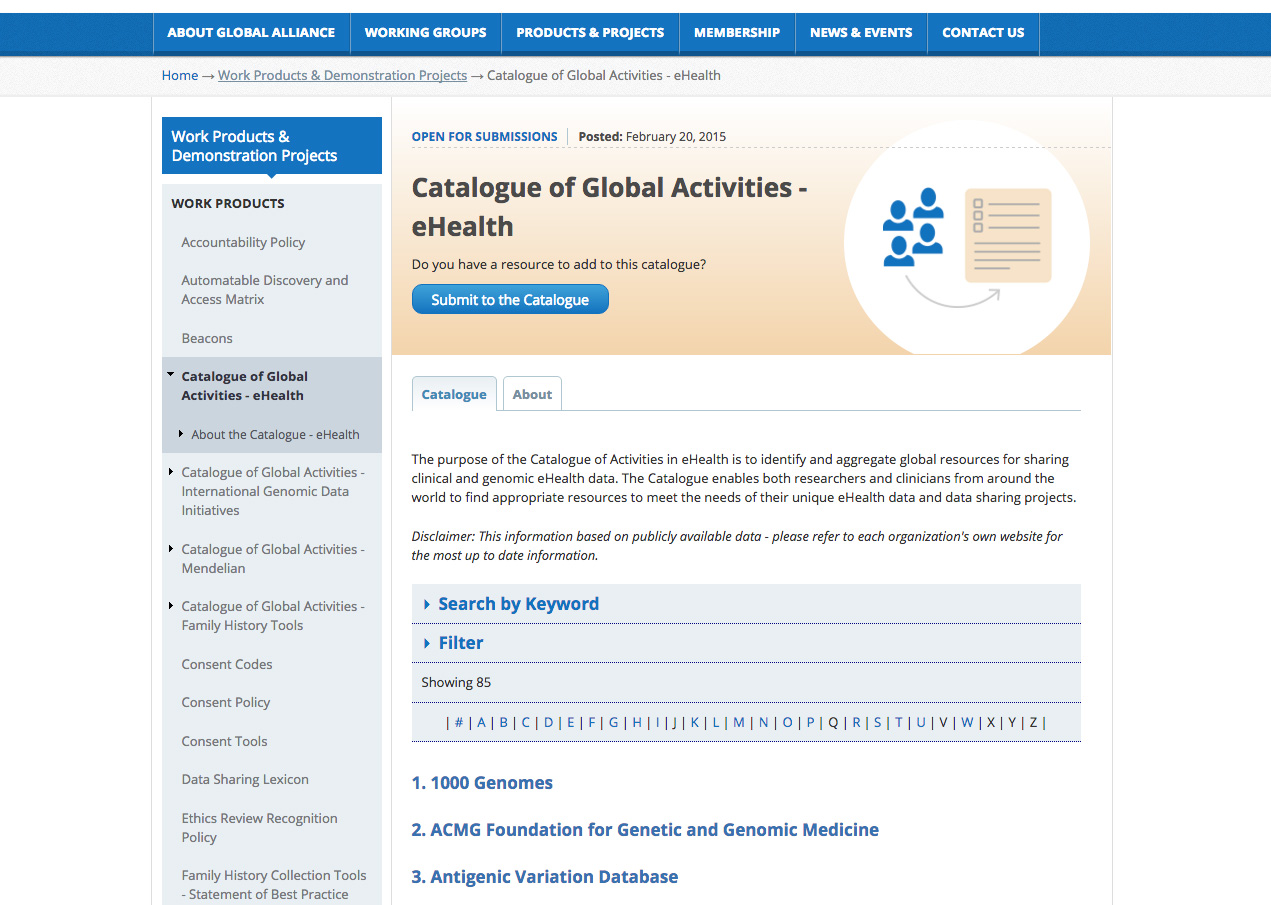 ABOUT GLOBAL ALLIANCE
WORKING GROUPS
PRODUCTS & PROJECTS
MEMBERSHIP
NEWS & EVENTS
CONTACT US
Home → Work Products & Demonstration Projects → Catalogue of Global Activities - eHealth
Work Products &
Demonstration Projects
WORK PRODUCTS
Accountability Policy
Automatable Discovery and
Access Matrix
Beacons
Catalogue of Global
Activities - eHealth
About the Catalogue - eHealth
Catalogue of Global Activities -
International Genomic Data
Initiatives
Catalogue of Global Activities -
Mendelian
Catalogue of Global Activities -
Family History Tools
Consent Codes
Consent Policy
Consent Tools
Data Sharing Lexicon
Ethics Review Recognition
Policy
Family History Collection Tools
- Statement of Best Practice
OPEN FOR SUBMISSIONS
Posted: February 20, 2015
Catalogue of Global Activities -
eHealth
Do you have a resource to add to this catalogue?
Submit to the Catalogue
Catalogue
About
The purpose of the Catalogue of Activities in eHealth is to identify and aggregate global resources for sharing
clinical and genomic eHealth data. The Catalogue enables both researchers and clinicians from around the
world to find appropriate resources to meet the needs of their unique eHealth data and data sharing projects.
Disclaimer: This information based on publicly available data - please refer to each organization's own website for
the most up to date information.
Search by Keyword
Filter
Showing 85
| # | A | B | C | D | E | F | G | H | I | J | K | L | M | N | O | P | Q | R | S | T | U | V | W | X | Y | Z |
1. 1000 Genomes
2. ACMG Foundation for Genetic and Genomic Medicine
3. Antigenic Variation Database